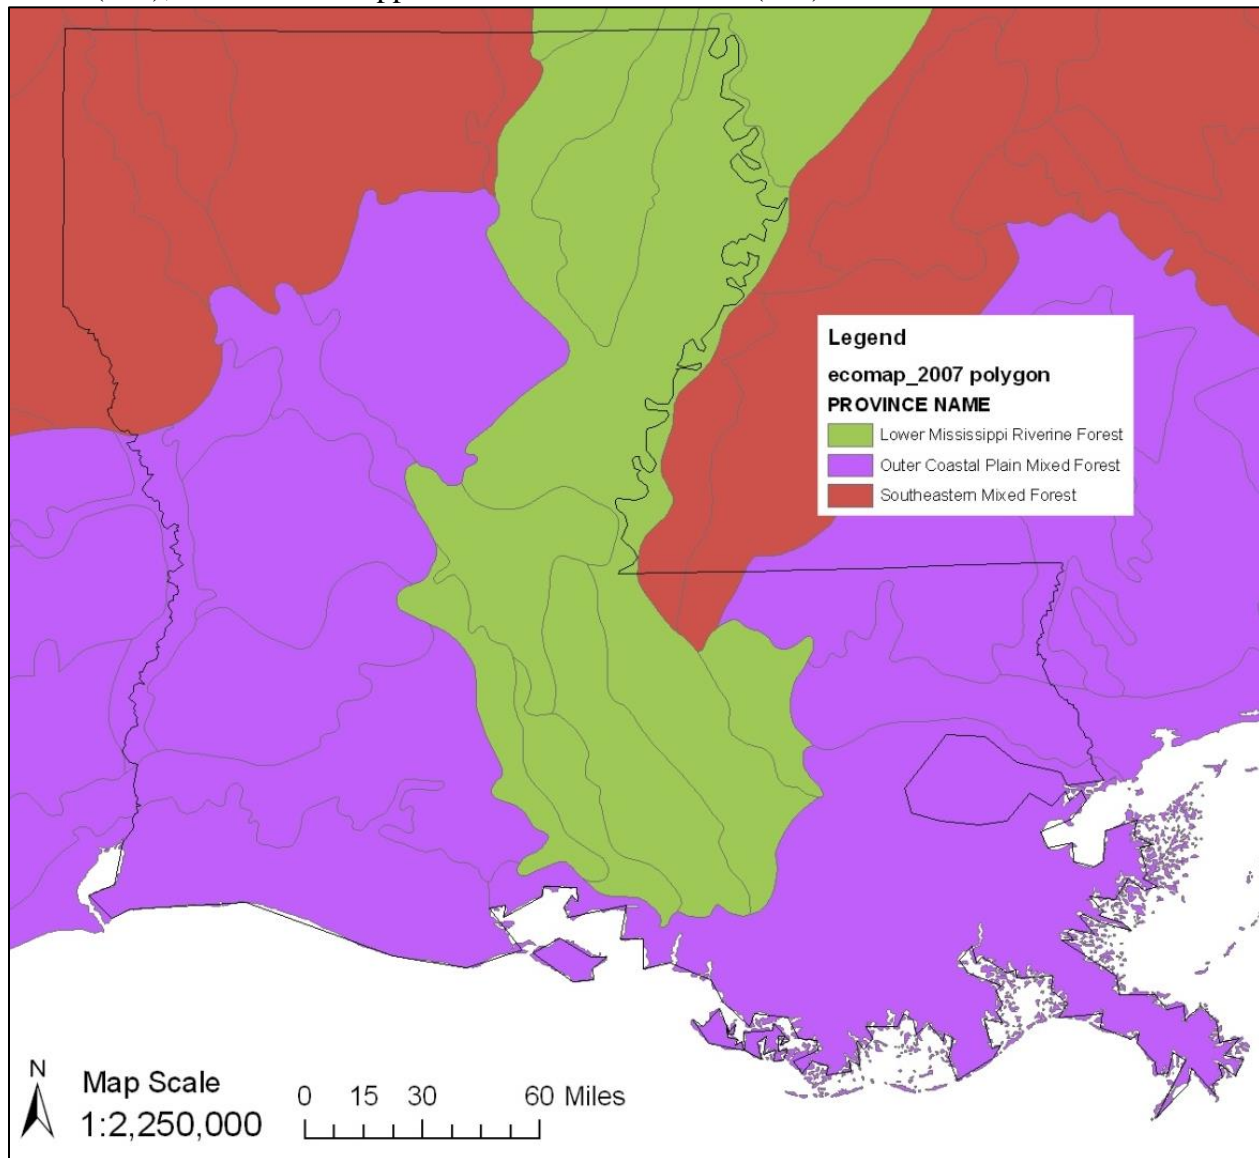 Legend
ecomap_2007 polygon
PROVINCE NAME
Lower Mississippi Riverine Forest
Outer Coastal Plain Mixed Forest
Southeastern Mixed Forest
N
Map Scale
1:2,250,000
0 15 30 60 Miles